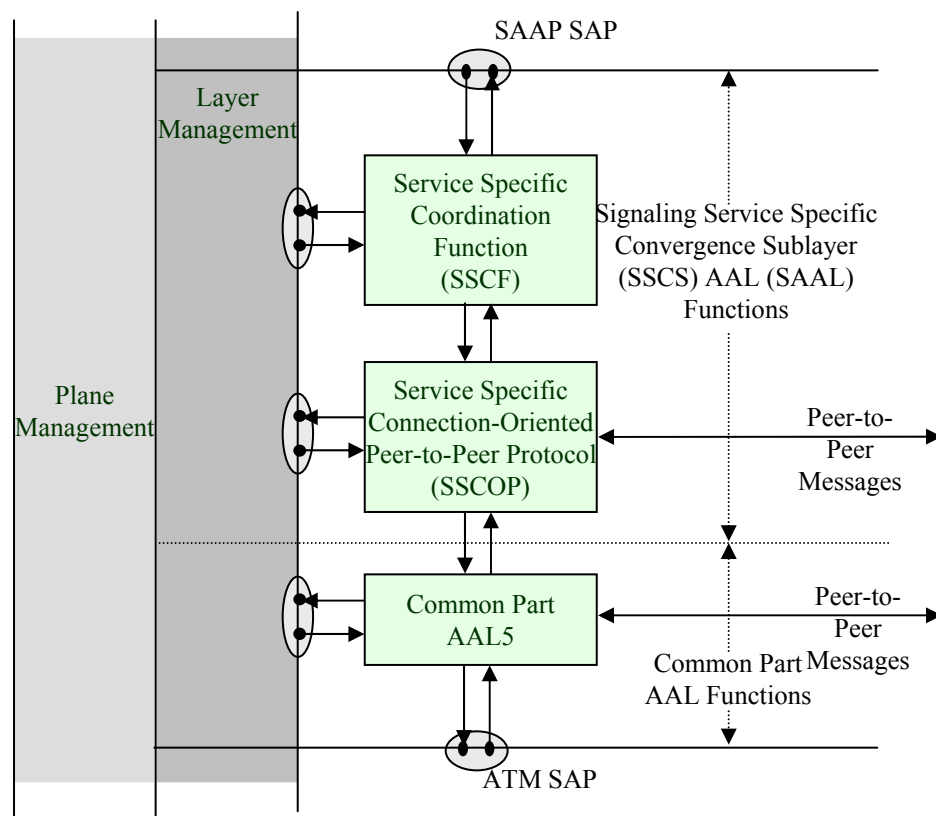 SAAP SAP
Layer
Management
Service Specific
Coordination
Function
(SSCF)
Signaling Service Specific
Convergence Sublayer
(SSCS) AAL (SAAL)
Functions
Plane
Management
Service Specific
Connection-Oriented
Peer-to-Peer Protocol
(SSCOP)
Peer-to-
Peer
Messages
Common Part
AAL5
Peer-to-
Peer
Messages
Common Part
AAL Functions
ATM SAP